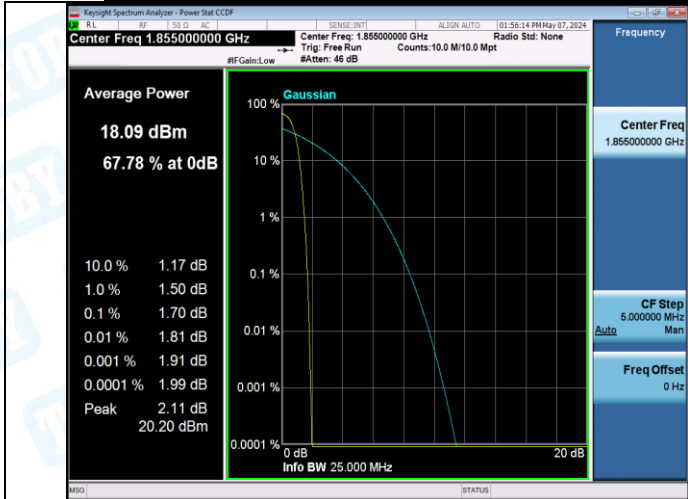 Keysight Spectrum Analyzer - Power Stat CCDF
RL RF 50 Ω AC SENSE:INT ALIGN AUTO 01:56:14 PM May 07, 2024
Center Freq 1.855000000 GHz
Center Freq: 1.855000000 GHz Radio Std: None
Trig: Free Run Counts:10.0 M/10.0 Mpt
#IFGain:Low #Atten: 46 dB
Frequency
Average Power
18.09 dBm
67.78 % at 0dB
10.0 % 1.17 dB
1.0 % 1.50 dB
0.1 % 1.70 dB
0.01 % 1.81 dB
0.001 % 1.91 dB
0.0001 % 1.99 dB
Peak 2.11 dB
20.20 dBm
Gaussian
100 %
10 %
1 %
0.1 %
0.01 %
0.001 %
0.0001 %
0 dB 20 dB
Info BW 25.000 MHz
Center Freq
1.855000000 GHz
CF Step
5.000000 MHz
Auto Man
Freq Offset
0 Hz
MSG STATUS